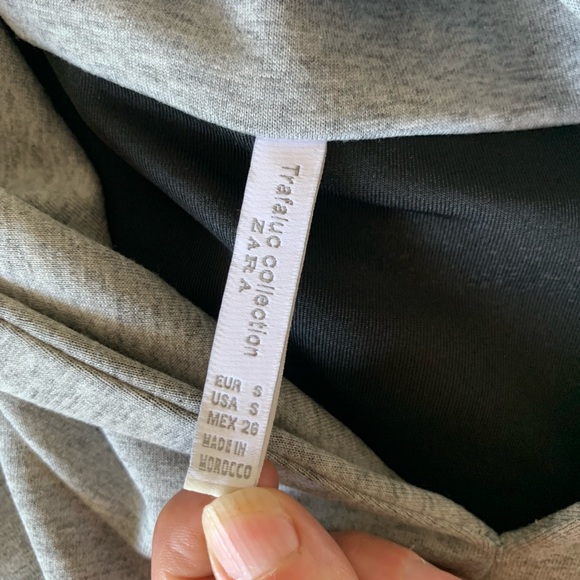 Trafaluc collection
ZARA
EUR S
USA S
MEX 26
MADE IN
MOROCCO